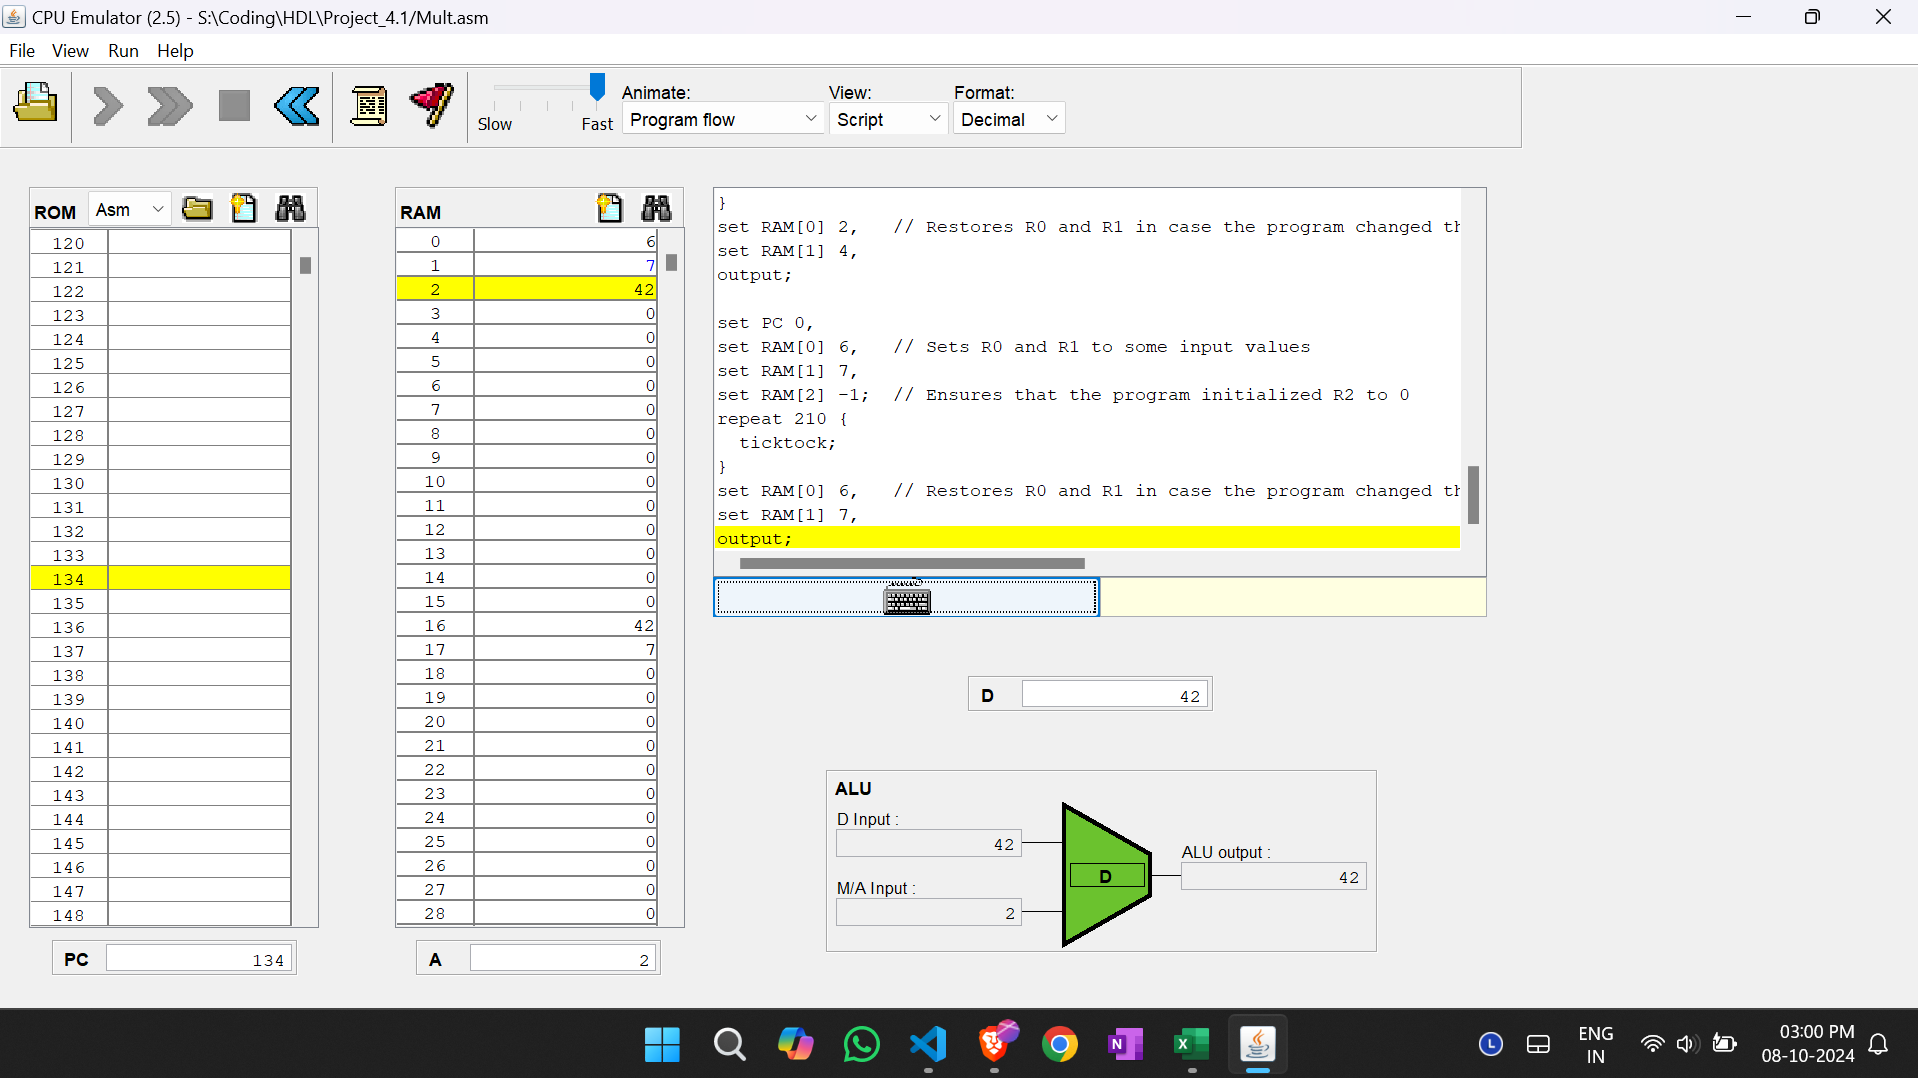 CPU Emulator (2.5) - S:\Coding\HDL\Project_4.1/Mult.asm
File View Run Help
Slow Fast
Animate: View: Format:
Program flow Script Decimal
ROM Asm
120
121
122
123
124
125
126
127
128
129
130
131
132
133
134
135
136
137
138
139
140
141
142
143
144
145
146
147
148
PC 134
RAM
0 6
1 7
2 42
3 0
4 0
5 0
6 0
7 0
8 0
9 0
10 0
11 0
12 0
13 0
14 0
15 0
16 42
17 7
18 0
19 0
20 0
21 0
22 0
23 0
24 0
25 0
26 0
27 0
28 0
A 2
}
set RAM[0] 2, // Restores R0 and R1 in case the program changed th
set RAM[1] 4,
output;
set PC 0,
set RAM[0] 6, // Sets R0 and R1 to some input values
set RAM[1] 7,
set RAM[2] -1; // Ensures that the program initialized R2 to 0
repeat 210 {
ticktock;
}
set RAM[0] 6, // Restores R0 and R1 in case the program changed th
set RAM[1] 7,
output;
D 42
ALU
D Input :
42
M/A Input :
2
D
ALU output :
42
L
ENG
IN
03:00 PM
08-10-2024